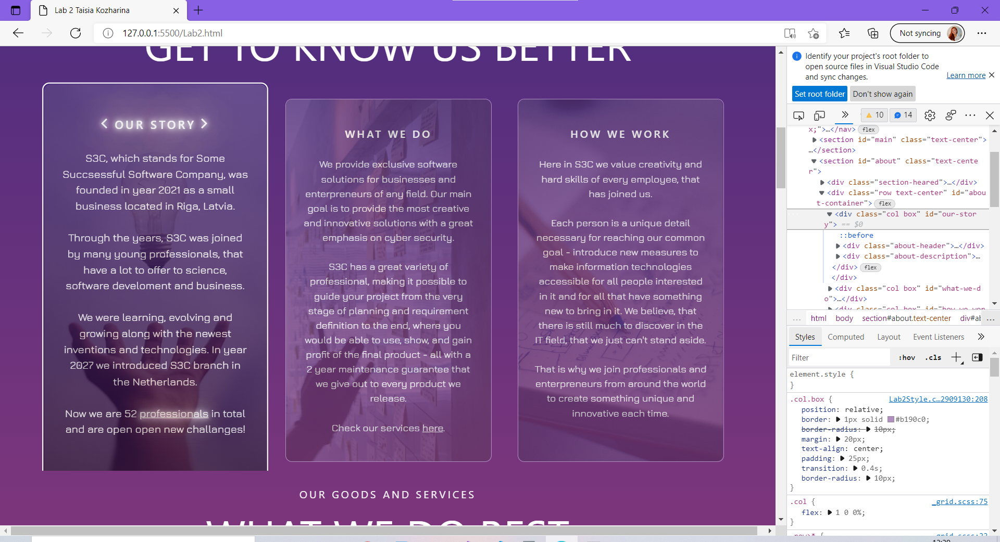 Lab 2 Taisia Kozharina
127.0.0.1:5500/Lab2.html
Not syncing
GET TO KNOW US BETTER
OUR STORY
S3C, which stands for Some
Succsessful Software Company, was
founded in year 2021 as a small
business located in Riga, Latvia.
Through the years, S3C was joined
by many young professionals, that
have a lot to offer to science,
software develoment and business.
We were learning, evolving and
growing along with the newest
inventions and technologies. In year
2027 we introduced S3C branch in
the Netherlands.
Now we are 52 professionals in total
and are open open new challanges!
WHAT WE DO
We provide exclusive software
solutions for businesses and
enterpreneurs of any field. Our main
goal is to provide the most creative
and innovative solutions with a great
emphasis on cyber security.
S3C has a great variety of
professional, making it possible to
guide your project from the very
stage of planning and requirement
definition to the end, where you
would be able to use, show, and gain
profit of the final product - all with a
2 year maintenance guarantee that
we give out to every product we
release.
Check our services here.
HOW WE WORK
Here in S3C we value creativity and
hard skills of every employee, that
has joined us.
Each person is a unique detail
necessary for reaching our common
goal - introduce new measures to
make information technologies
accessible for all people interested
in it and for all that have something
new to bring in it. We believe, that
there is still much to discover in the
IT field, that we just can't stand aside.
That is why we join professionals and
enterpreneurs from around the world
to create something unique and
innovative each time.
OUR GOODS AND SERVICES
WHAT WE DO BEST
Identify your project's root folder to
open source files in Visual Studio Code
and sync changes.
Learn more
Set root folder Don't show again
10 14
x;">…</nav> flex
<section id="main" class="text-center">
…</section>
<section id="about" class="text-cente
r">
<div class="section-heared">…</div>
<div class="row text-center" id="abou
t-container"> flex
<div class="col box" id="our-stor
y"> == $0
::before
<div class="about-header">…</div>
<div class="about-description">…
</div> flex
</div>
<div class="col box" id="what-we-d
o">…</div>
<div class="col box" id="how-we-wor
... html body section#about.text-center div#ab ...
Styles Computed Layout Event Listeners
Filter :hov .cls
element.style {
}
.col.box { Lab2Style.c…2909130:208
position: relative;
border: 1px solid #b190c0;
border-radius: 10px;
margin: 20px;
text-align: center;
padding: 25px;
transition: 0.4s;
border-radius: 10px;
}
.col { _grid.scss:75
flex: 1 0 0%;
}
.row>* { _grid.scss:22